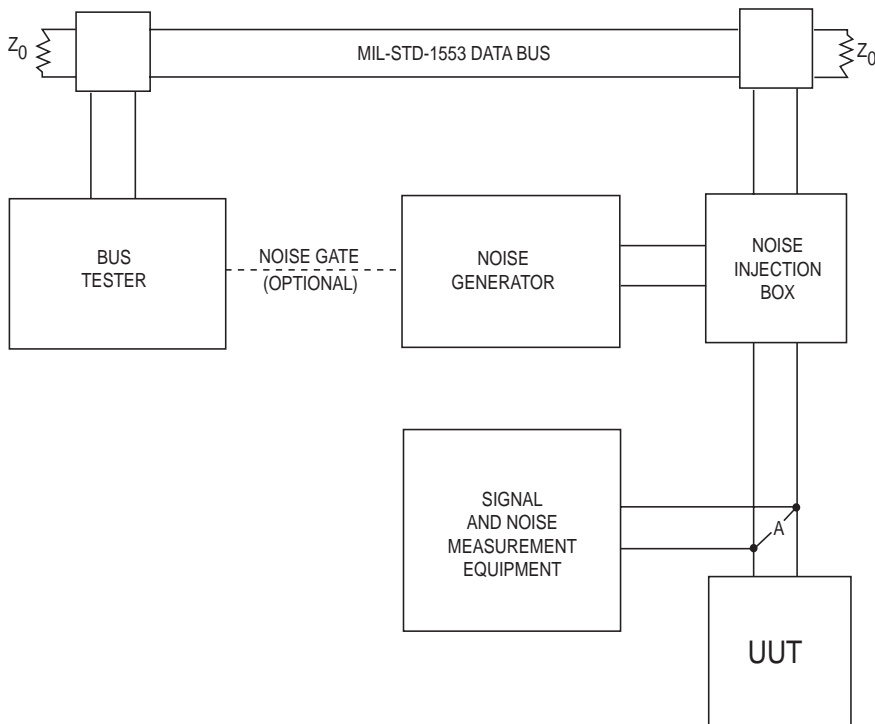 Z0
MIL-STD-1553 DATA BUS
Z0
BUS
TESTER
NOISE GATE
(OPTIONAL)
NOISE
GENERATOR
NOISE
INJECTION
BOX
SIGNAL
AND NOISE
MEASUREMENT
EQUIPMENT
A
UUT